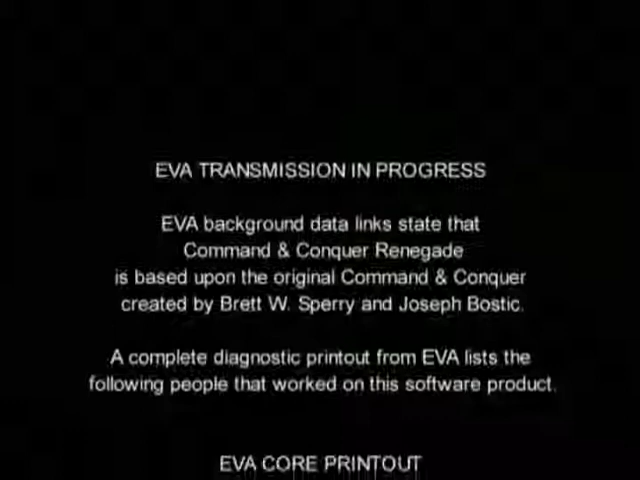 EVA TRANSMISSION IN PROGRESS
EVA background data links state that
Command & Conquer Renegade
is based upon the original Command & Conquer
created by Brett W. Sperry and Joseph Bostic.
A complete diagnostic printout from EVA lists the
following people that worked on this software product.
EVA CORE PRINTOUT